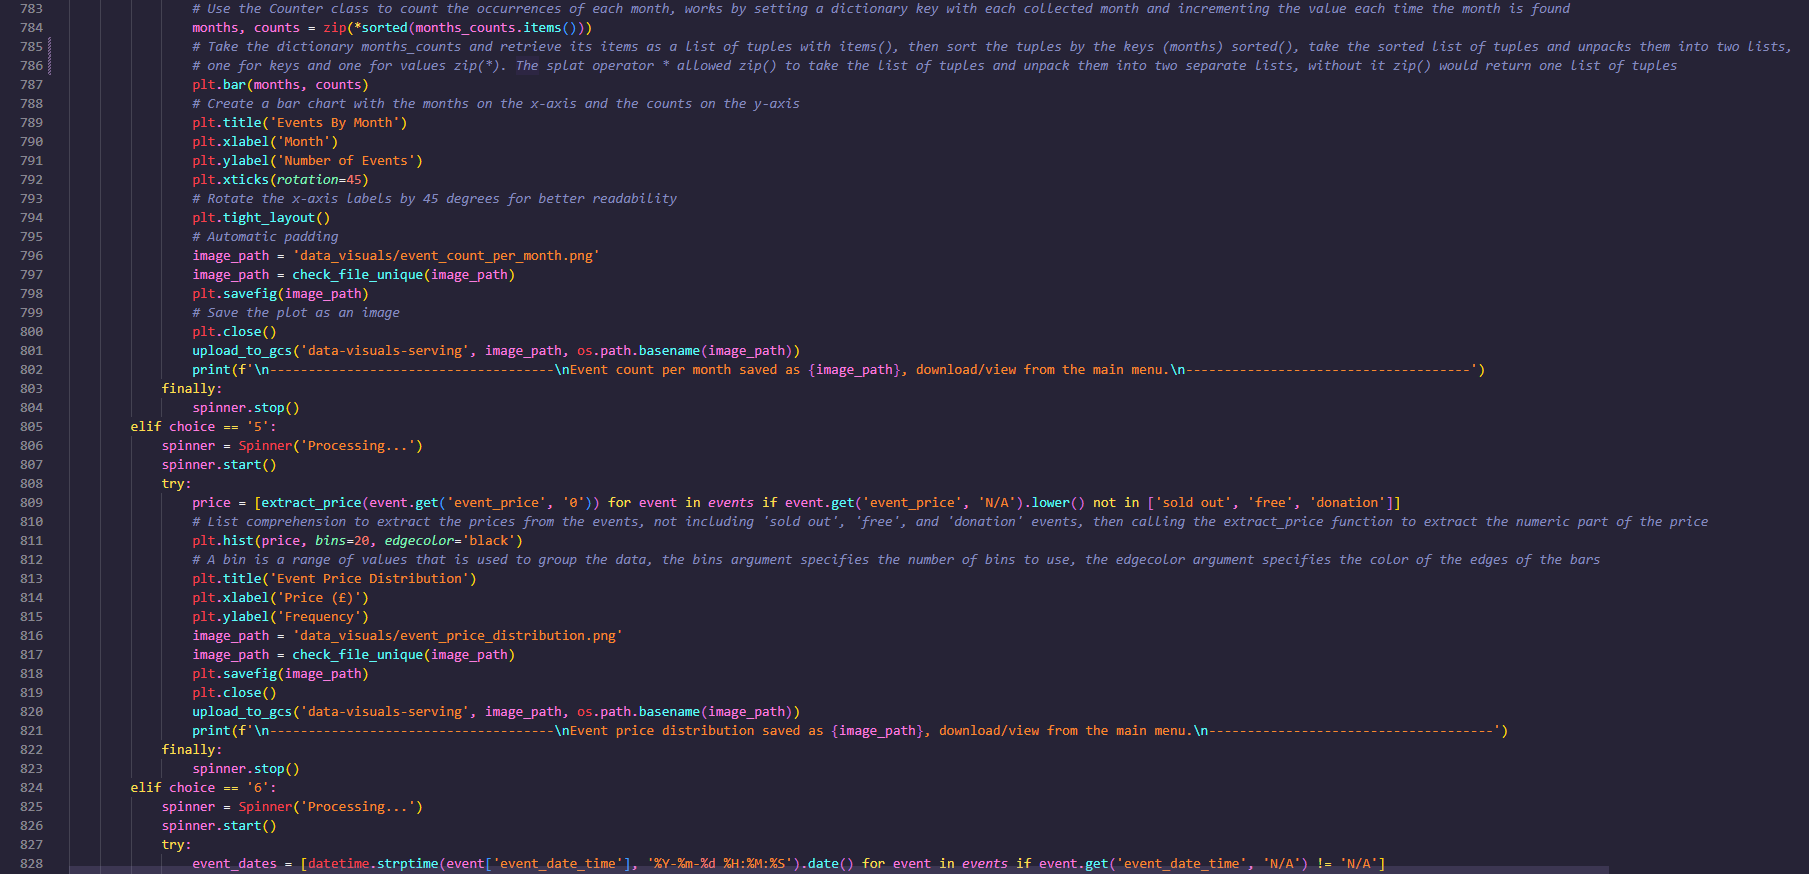 783 # Use the Counter class to count the occurrences of each month, works by setting a dictionary key with each collected month and incrementing the value each time the month is found
784 months, counts = zip(*sorted(months_counts.items()))
785 # Take the dictionary months_counts and retrieve its items as a list of tuples with items(), then sort the tuples by the keys (months) sorted(), take the sorted list of tuples and unpacks them into two lists,
786 # one for keys and one for values zip(*). The splat operator * allowed zip() to take the list of tuples and unpack them into two separate lists, without it zip() would return one list of tuples
787 plt.bar(months, counts)
788 # Create a bar chart with the months on the x-axis and the counts on the y-axis
789 plt.title('Events By Month')
790 plt.xlabel('Month')
791 plt.ylabel('Number of Events')
792 plt.xticks(rotation=45)
793 # Rotate the x-axis labels by 45 degrees for better readability
794 plt.tight_layout()
795 # Automatic padding
796 image_path = 'data_visuals/event_count_per_month.png'
797 image_path = check_file_unique(image_path)
798 plt.savefig(image_path)
799 # Save the plot as an image
800 plt.close()
801 upload_to_gcs('data-visuals-serving', image_path, os.path.basename(image_path))
802 print(f'\n-------------------------------------\nEvent count per month saved as {image_path}, download/view from the main menu.\n-------------------------------------')
803 finally:
804 spinner.stop()
805 elif choice == '5':
806 spinner = Spinner('Processing...')
807 spinner.start()
808 try:
809 price = [extract_price(event.get('event_price', '0')) for event in events if event.get('event_price', 'N/A').lower() not in ['sold out', 'free', 'donation']]
810 # List comprehension to extract the prices from the events, not including 'sold out', 'free', and 'donation' events, then calling the extract_price function to extract the numeric part of the price
811 plt.hist(price, bins=20, edgecolor='black')
812 # A bin is a range of values that is used to group the data, the bins argument specifies the number of bins to use, the edgecolor argument specifies the color of the edges of the bars
813 plt.title('Event Price Distribution')
814 plt.xlabel('Price (£)')
815 plt.ylabel('Frequency')
816 image_path = 'data_visuals/event_price_distribution.png'
817 image_path = check_file_unique(image_path)
818 plt.savefig(image_path)
819 plt.close()
820 upload_to_gcs('data-visuals-serving', image_path, os.path.basename(image_path))
821 print(f'\n-------------------------------------\nEvent price distribution saved as {image_path}, download/view from the main menu.\n-------------------------------------')
822 finally:
823 spinner.stop()
824 elif choice == '6':
825 spinner = Spinner('Processing...')
826 spinner.start()
827 try:
828 event_dates = [datetime.strptime(event['event_date_time'], '%Y-%m-%d %H:%M:%S').date() for event in events if event.get('event_date_time', 'N/A') != 'N/A']